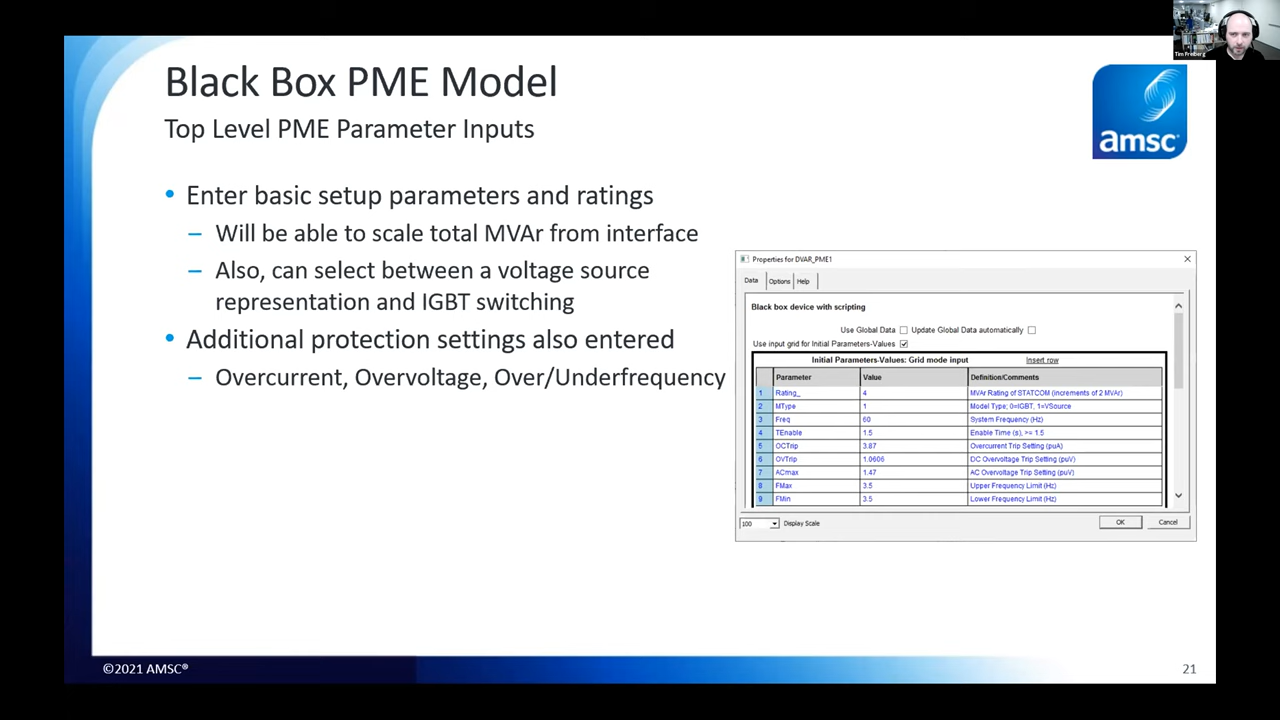 Tim Freiberg
Black Box PME Model
Top Level PME Parameter Inputs
amsc
• Enter basic setup parameters and ratings
– Will be able to scale total MVAr from interface
– Also, can select between a voltage source
representation and IGBT switching
• Additional protection settings also entered
– Overcurrent, Overvoltage, Over/Underfrequency
Properties for DVAR_PME1
Data Options Help
Black box device with scripting
Use Global Data Update Global Data automatically
Use input grid for Initial Parameters-Values
Initial Parameters-Values: Grid mode input Insert row
Parameter Value Definition/Comments
1 Rating_ 4 MVAr Rating of STATCOM (increments of 2 MVAr)
2 MType 1 Model Type; 0=IGBT, 1=VSource
3 Freq 60 System Frequency (Hz)
4 TEnable 1.5 Enable Time (s), >= 1.5
5 OCTrip 3.87 Overcurrent Trip Setting (puA)
6 OVTrip 1.0606 DC Overvoltage Trip Setting (puV)
7 ACmax 1.47 AC Overvoltage Trip Setting (puV)
8 FMax 3.5 Upper Frequency Limit (Hz)
9 FMin 3.5 Lower Frequency Limit (Hz)
100 Display Scale OK Cancel
©2021 AMSC®
21